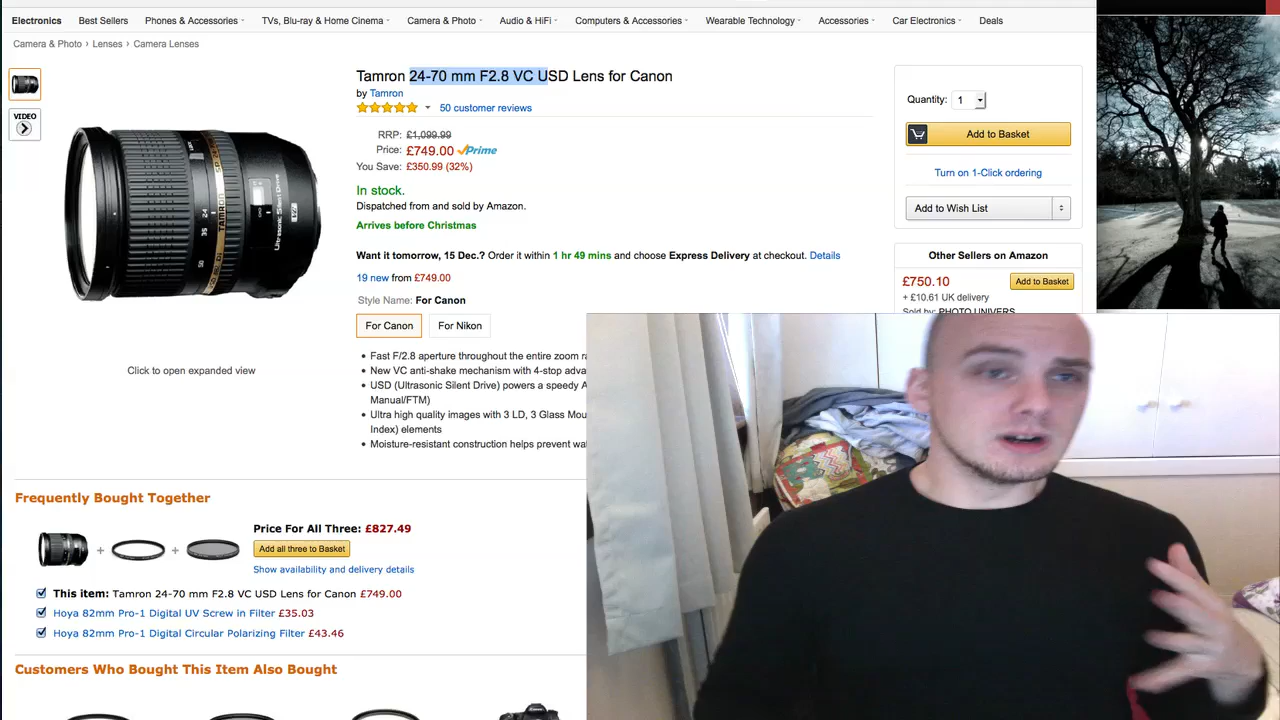 Electronics Best Sellers Phones & Accessories TVs, Blu-ray & Home Cinema Camera & Photo Audio & HiFi Computers & Accessories Wearable Technology Accessories Car Electronics Deals
Camera & Photo › Lenses › Camera Lenses
VIDEO
Click to open expanded view
Tamron 24-70 mm F2.8 VC USD Lens for Canon
by Tamron
50 customer reviews
RRP: £1,099.99
Price: £749.00 Prime
You Save: £350.99 (32%)
In stock.
Dispatched from and sold by Amazon.
Arrives before Christmas
Want it tomorrow, 15 Dec.? Order it within 1 hr 49 mins and choose Express Delivery at checkout. Details
19 new from £749.00
Style Name: For Canon
For Canon For Nikon
Fast F/2.8 aperture throughout the entire zoom
New VC anti-shake mechanism with 4-stop
USD (Ultrasonic Silent Drive) powers a speedy
Manual/FTM)
Ultra high quality images with 3 LD, 3 Glass
Index) elements
Moisture-resistant construction helps prevent
Quantity: 1
Add to Basket
Turn on 1-Click ordering
Add to Wish List
Other Sellers on Amazon
£750.10 Add to Basket
+ £10.61 UK delivery
Sold by: PHOTO UNIVERS
Frequently Bought Together
Price For All Three: £827.49
Add all three to Basket
Show availability and delivery details
This item: Tamron 24-70 mm F2.8 VC USD Lens for Canon £749.00
Hoya 82mm Pro-1 Digital UV Screw in Filter £35.03
Hoya 82mm Pro-1 Digital Circular Polarizing Filter £43.46
Customers Who Bought This Item Also Bought